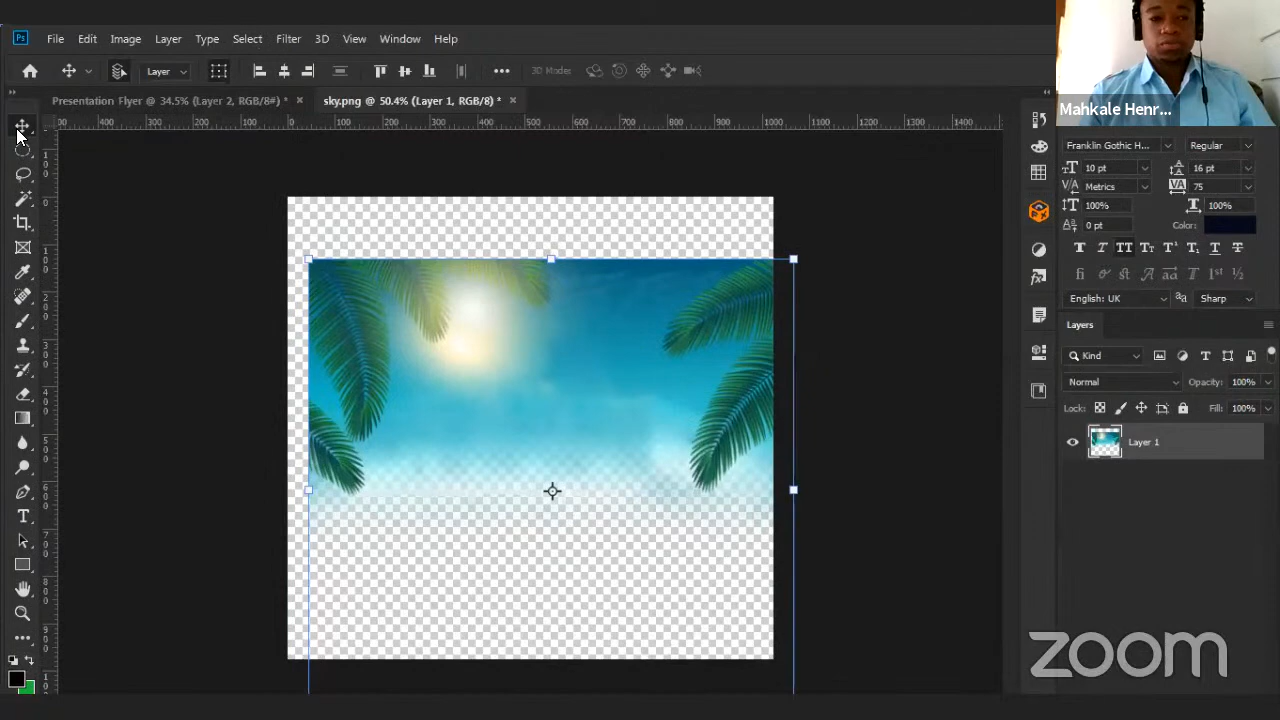 Ps File Edit Image Layer Type Select Filter 3D View Window Help
Layer 3D Modes
Presentation Flyer @ 34.5% (Layer 2, RGB/8#) * × sky.png @ 50.4% (Layer 1, RGB/8) * ×
Mahkale Henr...
Franklin Gothic H... Regular
10 pt 16 pt
Metrics 75
100% 100%
0 pt Color:
English: UK Sharp
Layers
Kind
Normal Opacity: 100%
Lock: Fill: 100%
Layer 1
zoom